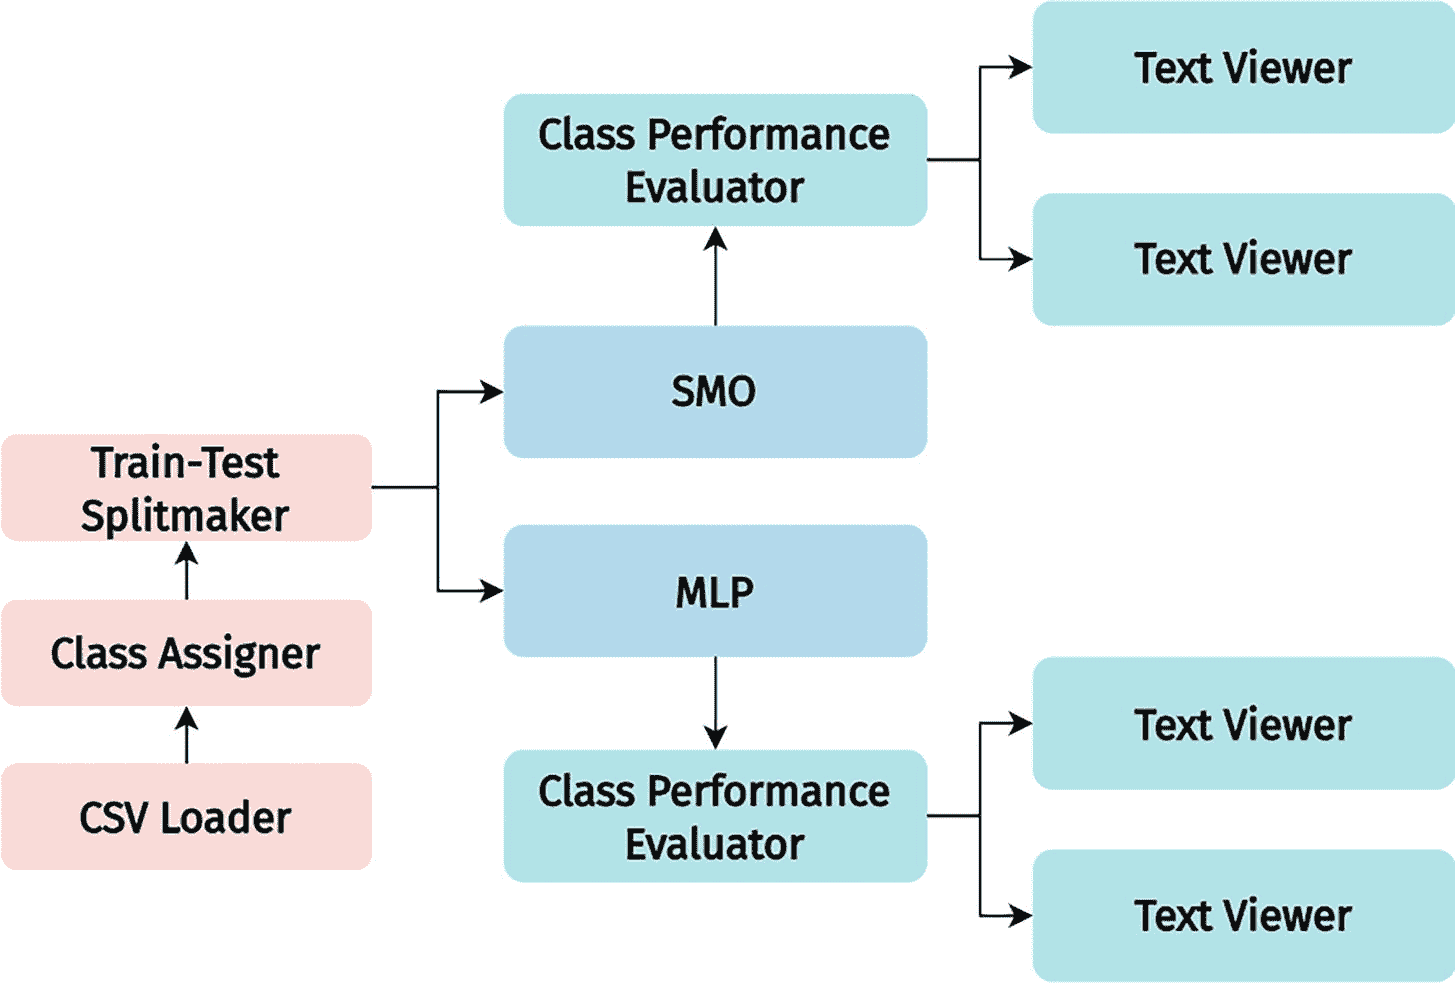 Text Viewer
Class Performance
Evaluator
Text Viewer
SMO
Train-Test
Splitmaker
MLP
Class Assigner
Text Viewer
Class Performance
Evaluator
CSV Loader
Text Viewer